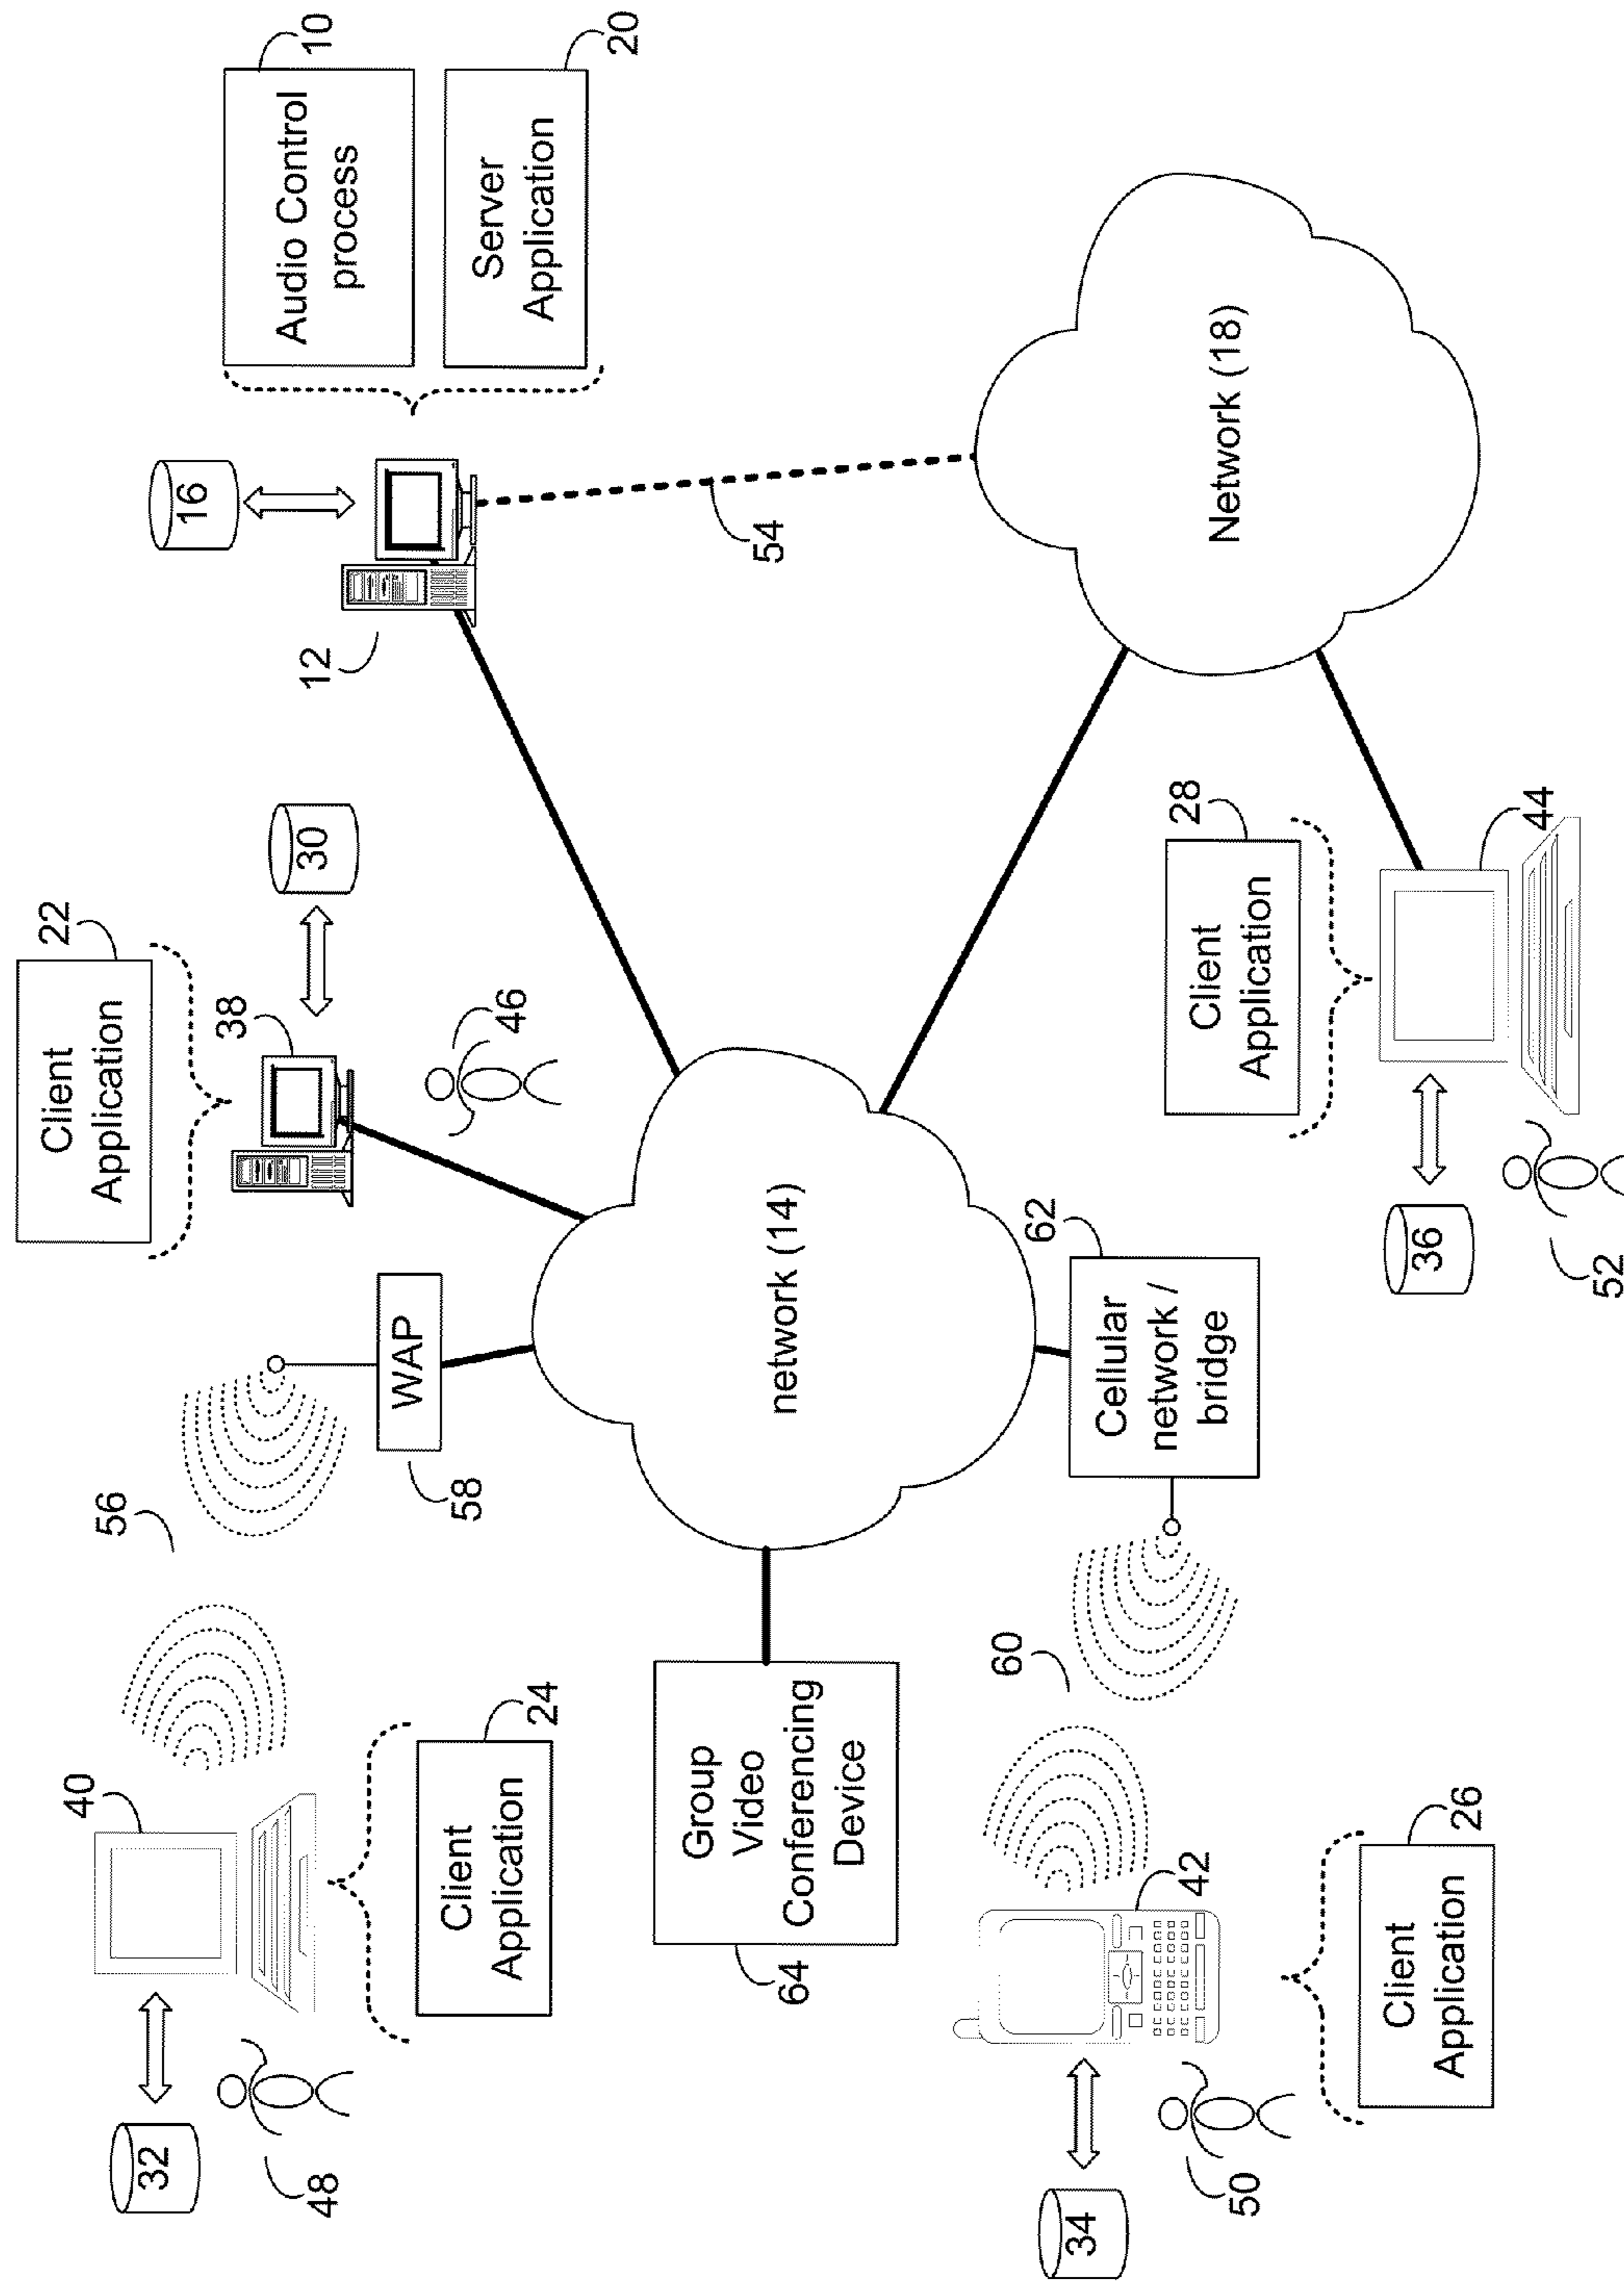 32
40
56
Client
Application
22
48
58
WAP
38
30
16
Audio Control
process
10
Client
Application
24
46
12
Server
Application
20
Group
Video
Conferencing
Device
64
network (14)
54
34
50
42
60
Cellular
network /
bridge
62
Client
Application
28
Network (18)
Client
Application
26
36
52
44